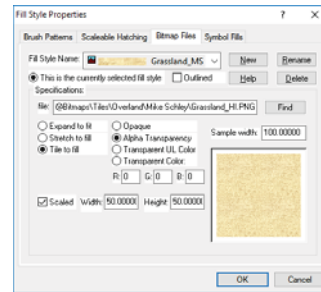 Fill Style Properties
? X
Brush Patterns Scaleable Hatching Bitmap Files Symbol Fills
Fill Style Name: Grassland_MS New Rename
This is the currently selected fill style Outlined Help Delete
Specifications:
file: @Bitmaps\Tiles\Overland\Mike Schley\Grassland_HI.PNG Find
Expand to fit Opaque
Stretch to fill Alpha Transparency Sample width: 100.00000
Tile to fill Transparent UL Color
Transparent Color:
R: 0 G: 0 B: 0
Scaled Width: 50.0000 Height: 50.0000
OK Cancel